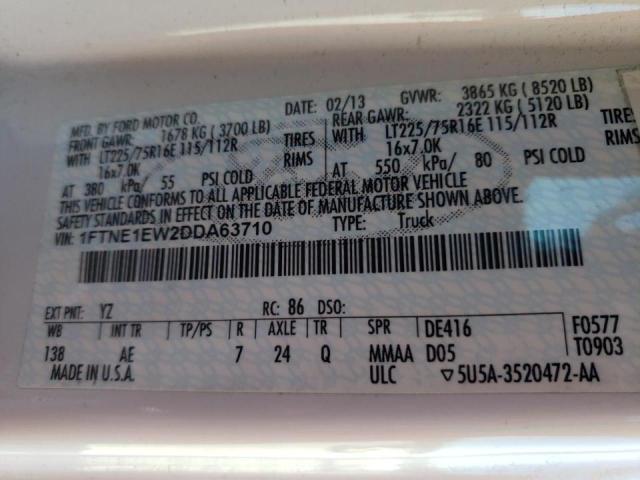 MFD. BY FORD MOTOR CO.
DATE: 02/13 GVWR: 3865 KG ( 8520 LB)
FRONT GAWR: 1678 KG ( 3700 LB) REAR GAWR: 2322 KG ( 5120 LB)
WITH LT225/75R16E 115/112R TIRES WITH LT225/75R16E 115/112R TIRES
16x7.0K RIMS 16x7.0K RIMS
AT 380 kPa/ 55 PSI COLD AT 550 kPa/ 80 PSI COLD
THIS VEHICLE CONFORMS TO ALL APPLICABLE FEDERAL MOTOR VEHICLE
SAFETY STANDARDS IN EFFECT ON THE DATE OF MANUFACTURE SHOWN ABOVE.
VIN: 1FTNE1EW2DDA63710 TYPE: Truck
EXT PNT: YZ RC: 86 DSO:
WB INT TR TP/PS R AXLE TR SPR DE416 F0577
138 AE 7 24 Q MMAA D05 T0903
MADE IN U.S.A. ULC ▽5U5A-3520472-AA